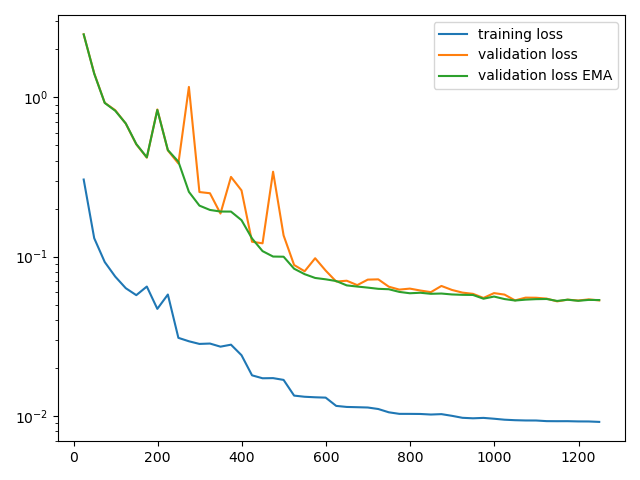 training loss
validation loss
validation loss EMA
10⁰
10⁻¹
10⁻²
0 200 400 600 800 1000 1200